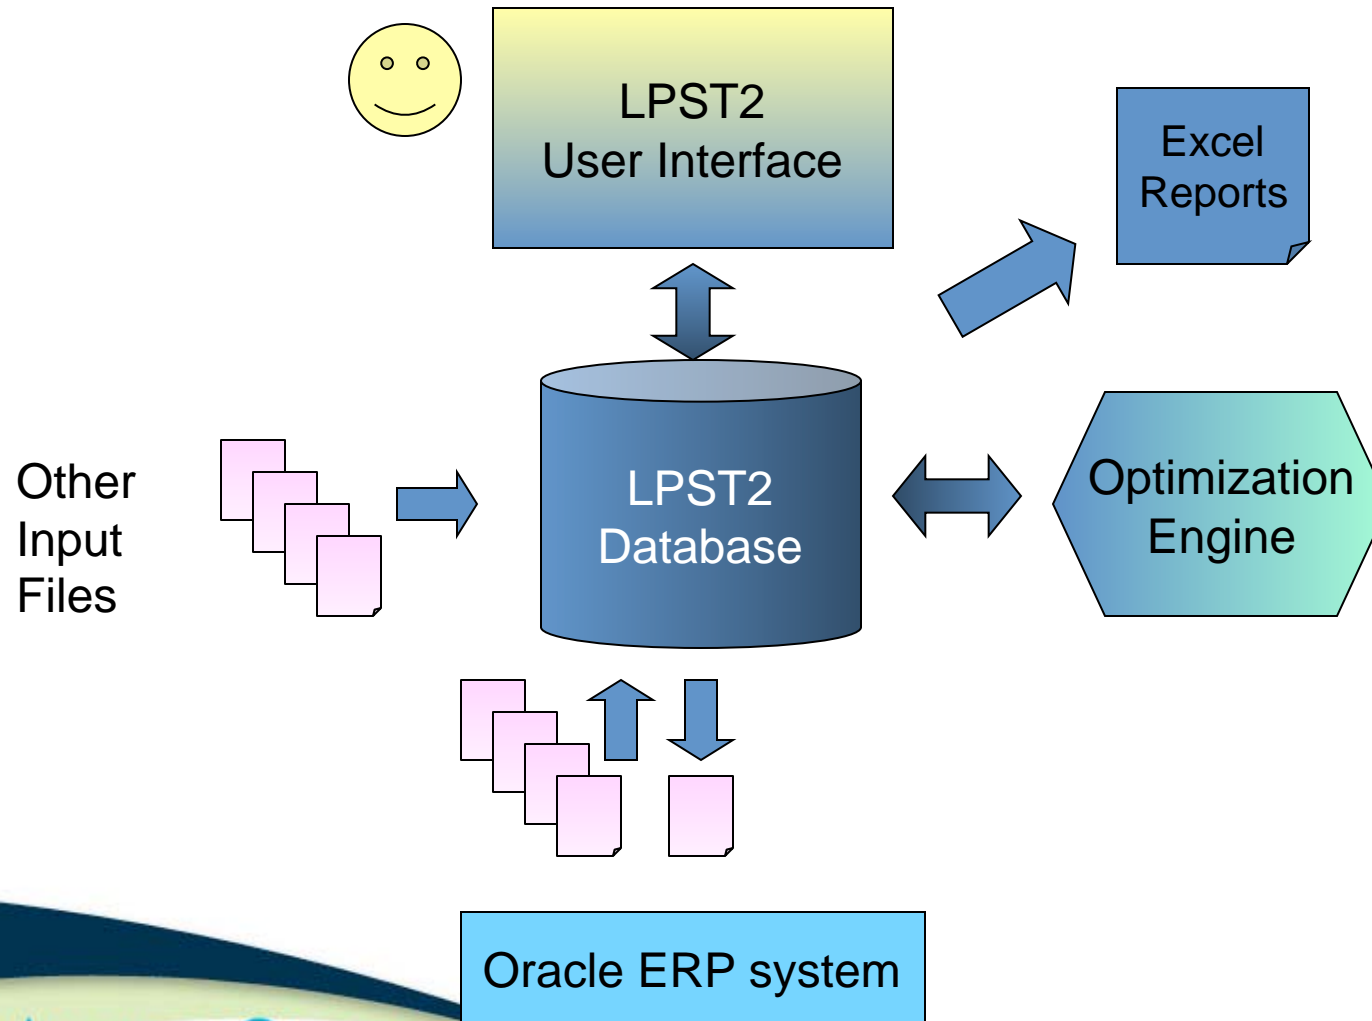 LPST2
User Interface
Excel
Reports
Other
Input
Files
LPST2
Database
Optimization
Engine
Oracle ERP system